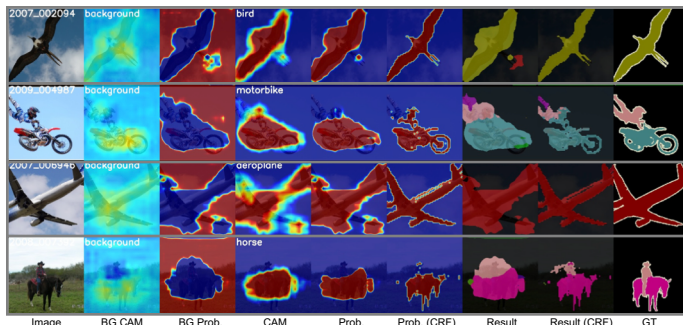 2007_002094 background bird
2009_004987 background motorbike
2007_006946 background aeroplane
background horse
Image BG CAM BG Prob. CAM Prob. Prob. (CRF) Result Result (CRF) GT